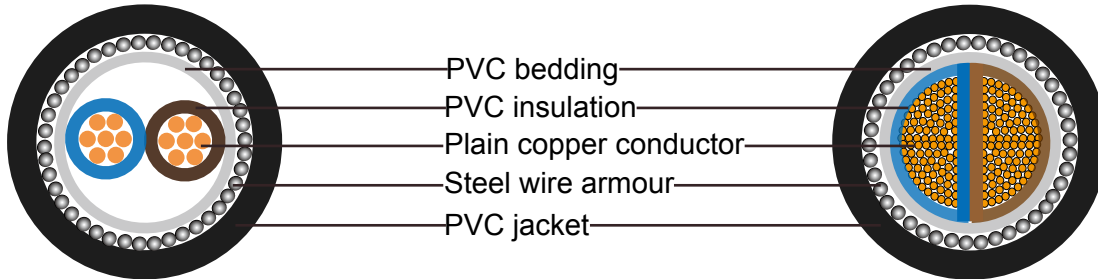 PVC bedding
PVC insulation
Plain copper conductor
Steel wire armour
PVC jacket